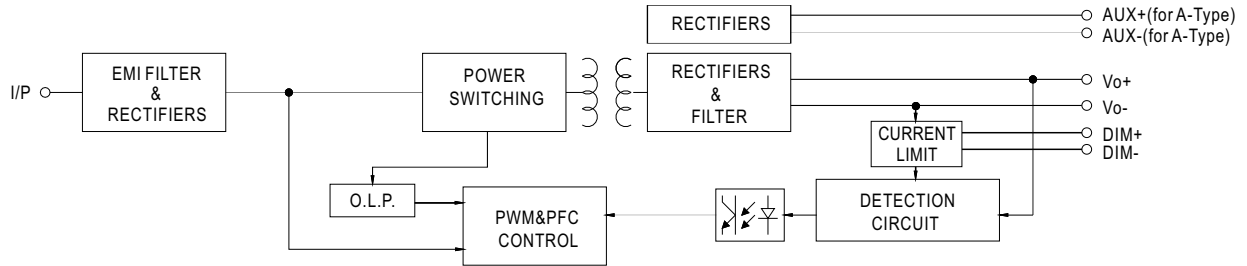 RECTIFIERS
AUX+(for A-Type)
AUX-(for A-Type)
I/P
EMI FILTER
&
RECTIFIERS
POWER
SWITCHING
RECTIFIERS
&
FILTER
Vo+
Vo-
CURRENT
LIMIT
DIM+
DIM-
O.L.P.
PWM&PFC
CONTROL
DETECTION
CIRCUIT